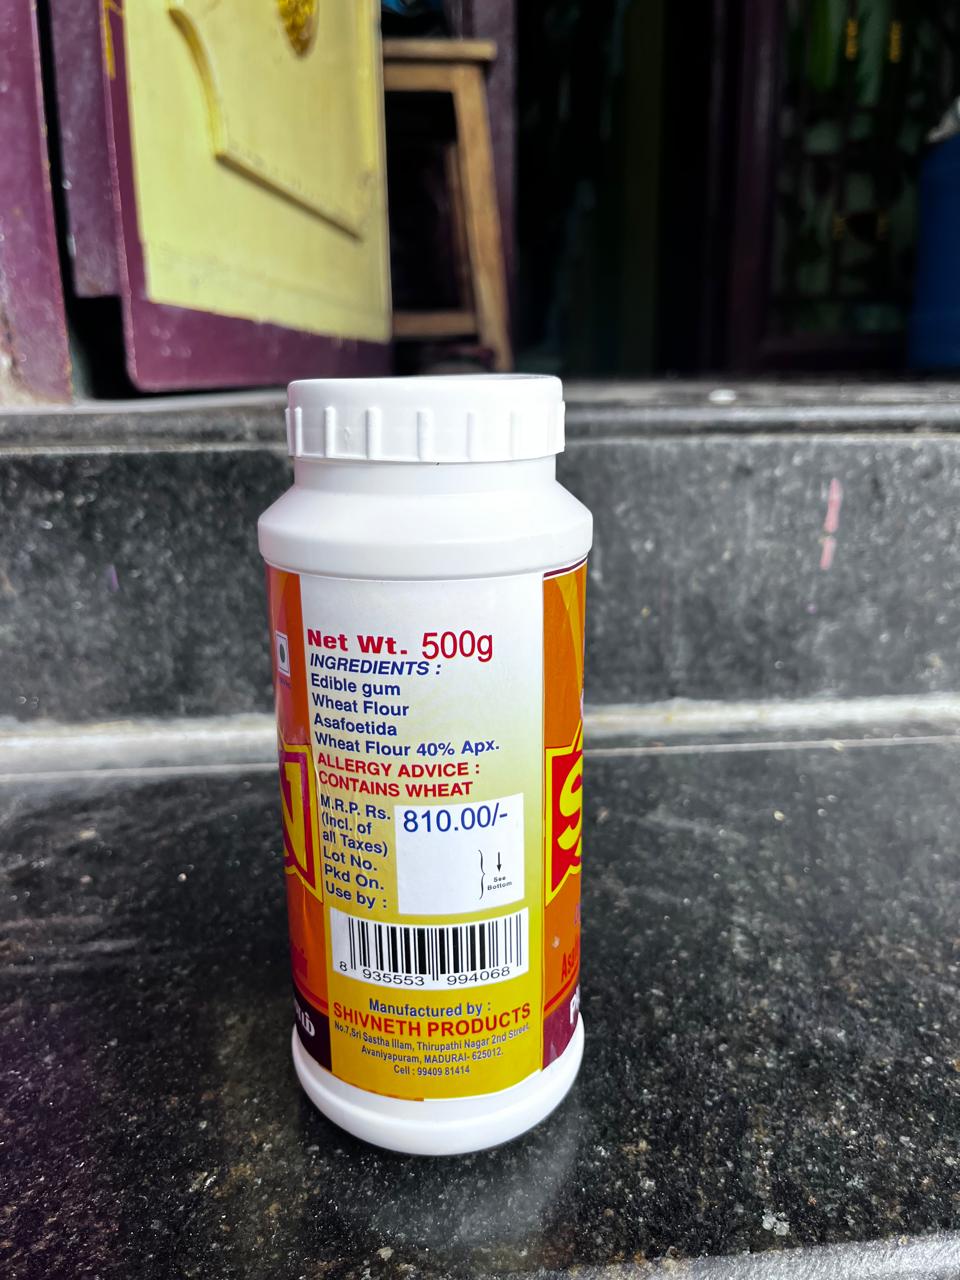 Net Wt. 500g
INGREDIENTS :
Edible gum
Wheat Flour
Asafoetida
Wheat Flour 40% Apx.
ALLERGY ADVICE :
CONTAINS WHEAT
M.R.P. Rs. 810.00/-
(Incl. of
all Taxes)
Lot No.
Pkd On.
Use by :
See
Bottom
8 935553 994068
Manufactured by :
SHIVNETH PRODUCTS
No.7,Sri Sastha Illam, Thirupathi Nagar 2nd Street,
Avaniyapuram, MADURAI- 625012.
Cell : 99409 81414